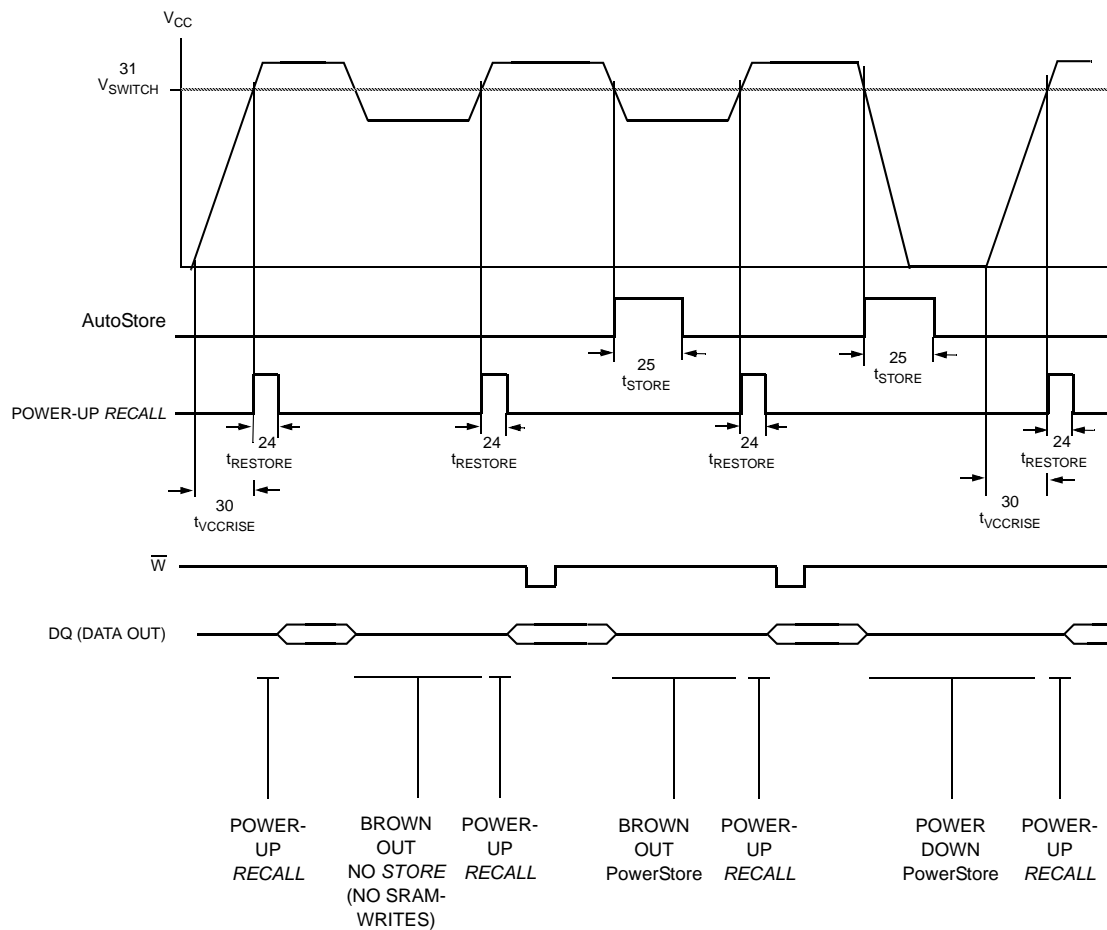 VCC
31
VSWITCH
AutoStore
25
tSTORE
25
tSTORE
POWER-UP RECALL
24
tRESTORE
24
tRESTORE
24
tRESTORE
24
tRESTORE
30
tVCCRISE
30
tVCCRISE
W
DQ (DATA OUT)
POWER-
UP
RECALL
BROWN
OUT
NO STORE
(NO SRAM-
WRITES)
POWER-
UP
RECALL
BROWN
OUT
PowerStore
POWER-
UP
RECALL
POWER
DOWN
PowerStore
POWER-
UP
RECALL